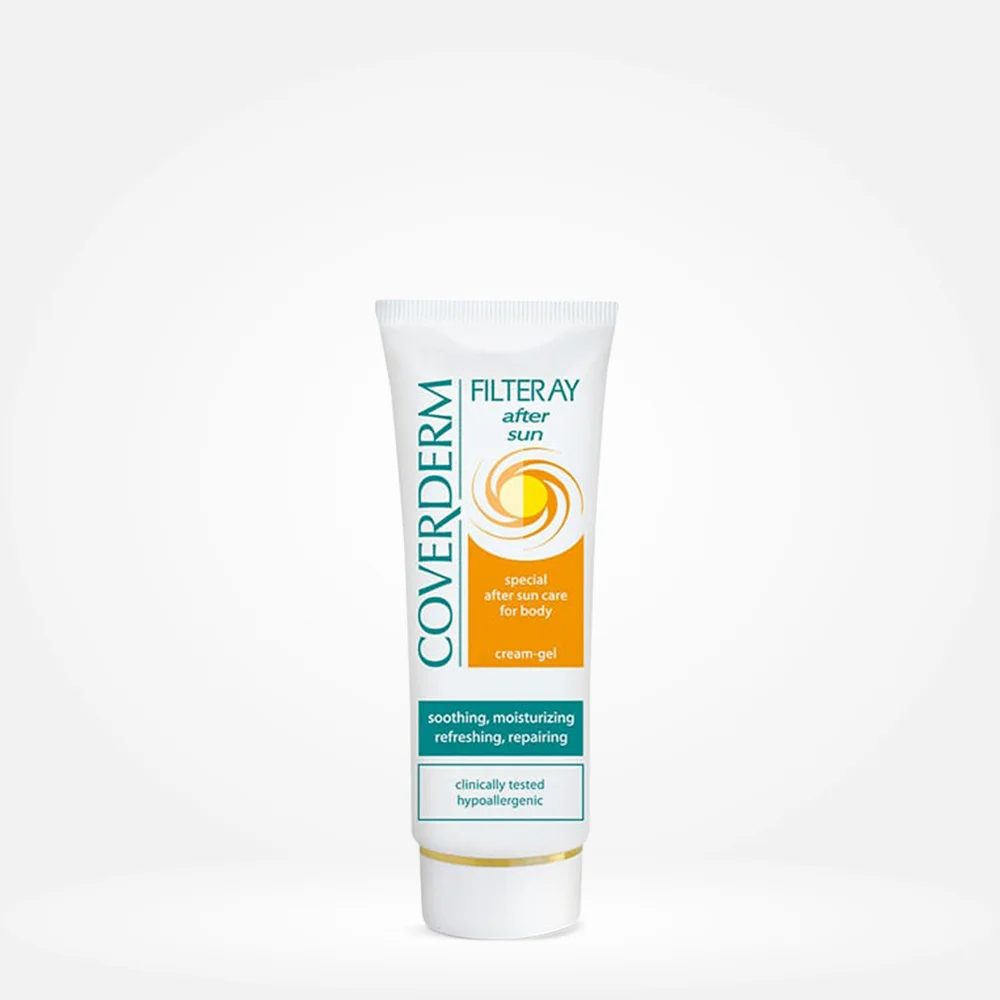 COVERDERM
FILTERAY
after
sun
special
after sun care
for body
cream-gel
soothing, moisturizing
refreshing, repairing
clinically tested
hypoallergenic